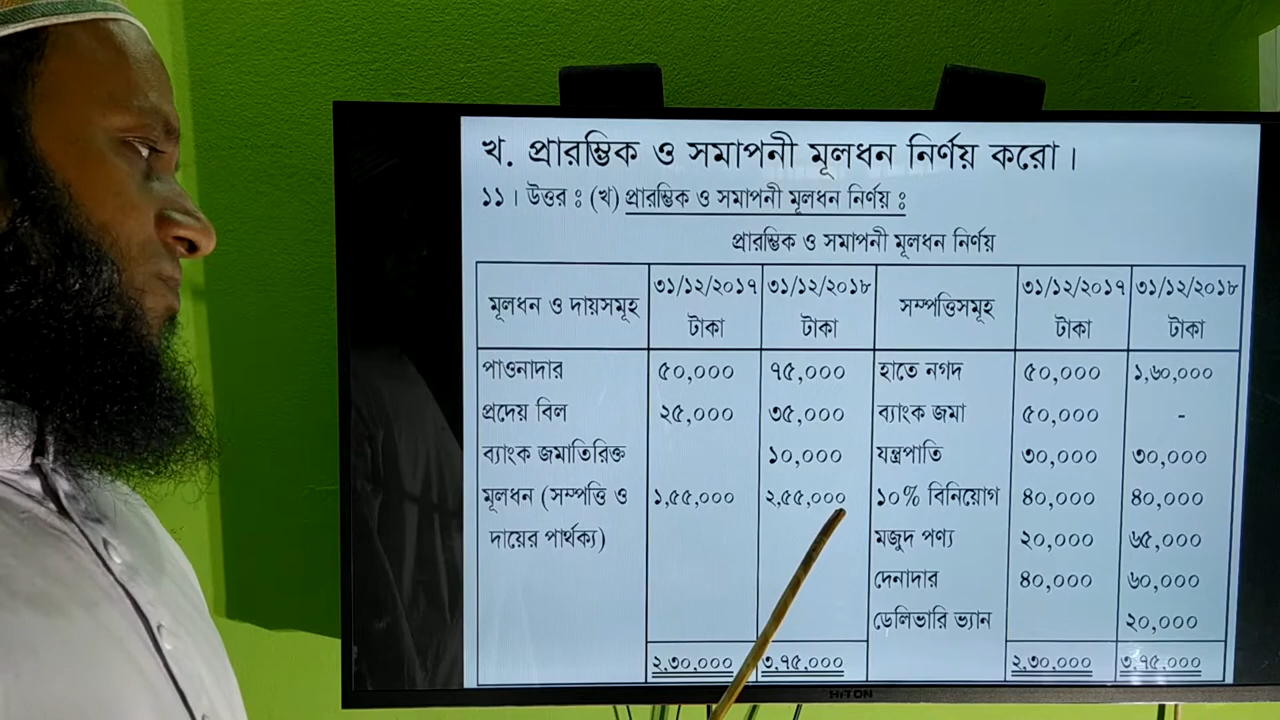 খ. প্রারম্ভিক ও সমাপনী মূলধন নির্ণয় করো।
১১। উত্তর ঃ (খ) প্রারম্ভিক ও সমাপনী মূলধন নির্ণয় ঃ
প্রারম্ভিক ও সমাপনী মূলধন নির্ণয়
মূলধন ও দায়সমূহ ৩১/১২/২০১৭ টাকা ৩১/১২/২০১৮ টাকা সম্পত্তিসমূহ ৩১/১২/২০১৭ টাকা ৩১/১২/২০১৮ টাকা
পাওনাদার ৫০,০০০ ৭৫,০০০ হাতে নগদ ৫০,০০০ ১,৬০,০০০
প্রদেয় বিল ২৫,০০০ ৩৫,০০০ ব্যাংক জমা ৫০,০০০ -
ব্যাংক জমাতিরিক্ত ১০,০০০ যন্ত্রপাতি ৩০,০০০ ৩০,০০০
মূলধন (সম্পত্তি ও ১,৫৫,০০০ ২,৫৫,০০০ ১০% বিনিয়োগ ৪০,০০০ ৪০,০০০
দায়ের পার্থক্য) মজুদ পণ্য ২০,০০০ ৬৫,০০০
দেনাদার ৪০,০০০ ৬০,০০০
ডেলিভারি ভ্যান ২০,০০০
২,৩০,০০০ ৩,৭৫,০০০ ২,৩০,০০০ ৩,৭৫,০০০
HiTON